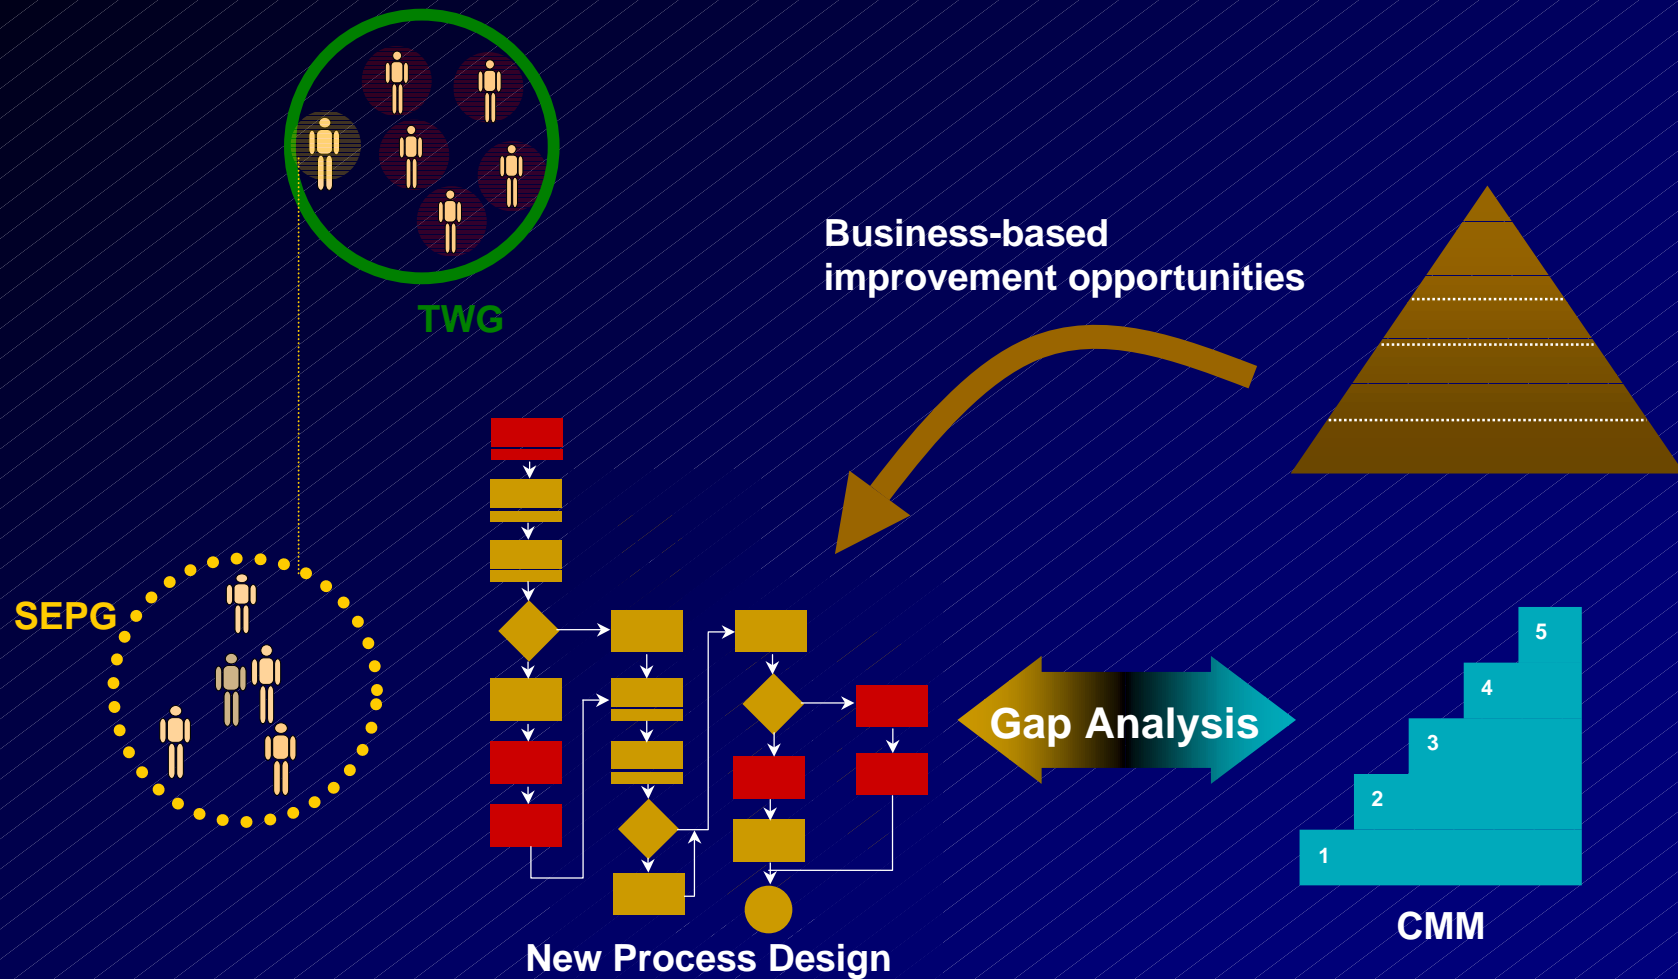 TWG
Business-based
improvement opportunities
SEPG
Gap Analysis
5
4
3
2
1
CMM
New Process Design